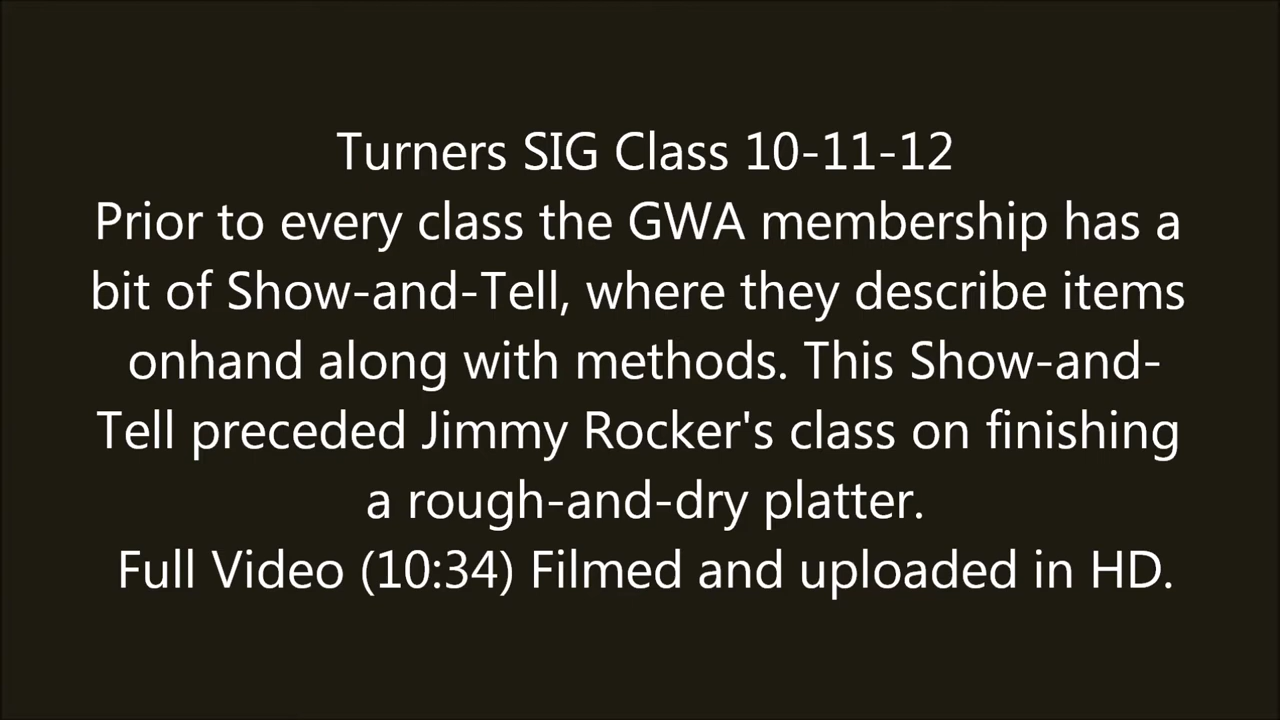 Turners SIG Class 10-11-12
Prior to every class the GWA membership has a
bit of Show-and-Tell, where they describe items
onhand along with methods. This Show-and-
Tell preceded Jimmy Rocker's class on finishing
a rough-and-dry platter.
Full Video (10:34) Filmed and uploaded in HD.